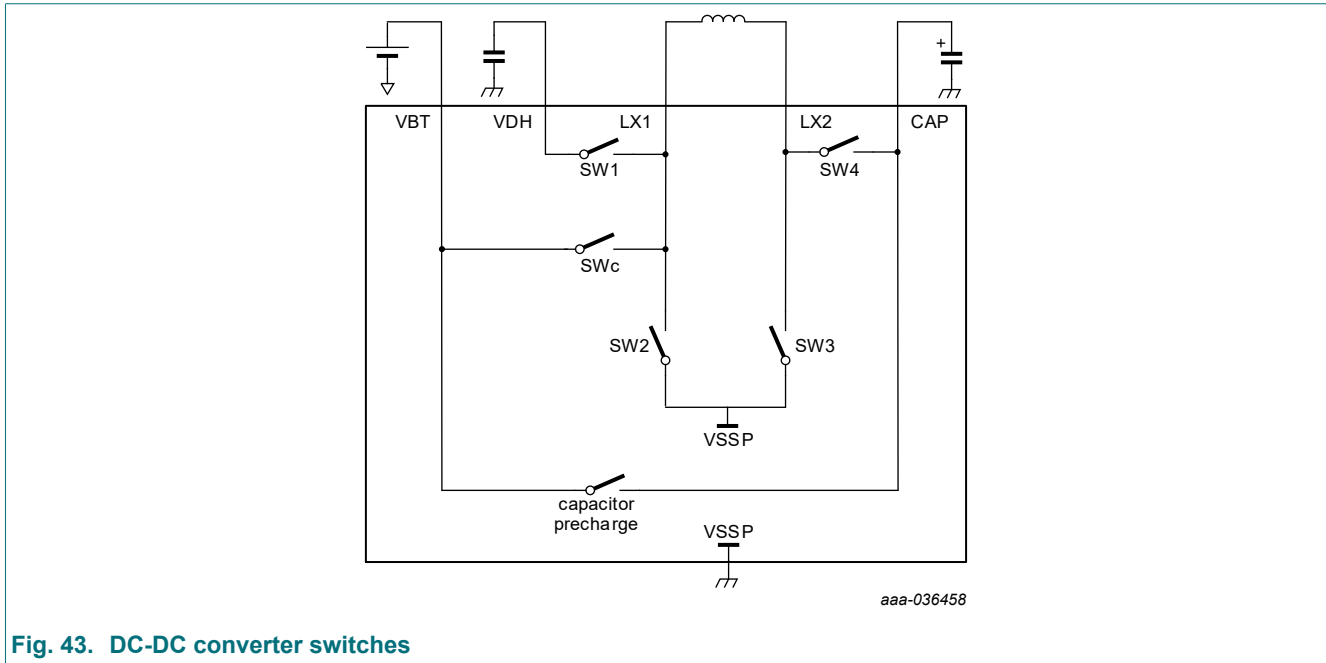 +
VBT VDH LX1 LX2 CAP
SW1 SW4
SWc
SW2 SW3
VSSP
capacitor
precharge
VSSP
aaa-036458
Fig. 43. DC-DC converter switches